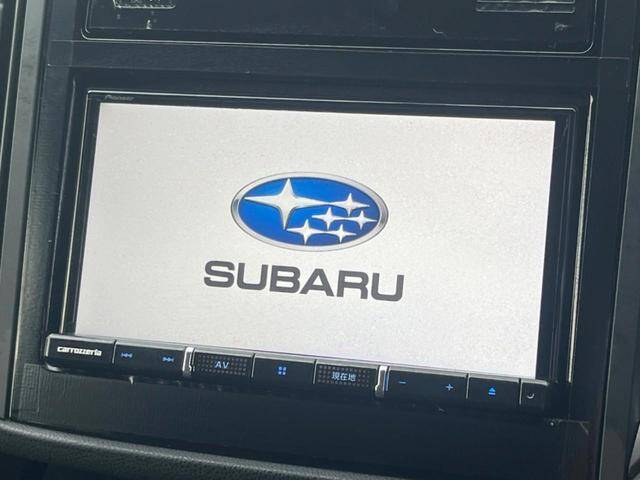 Pioneer
SUBARU
carrozzeria
AV
現在地